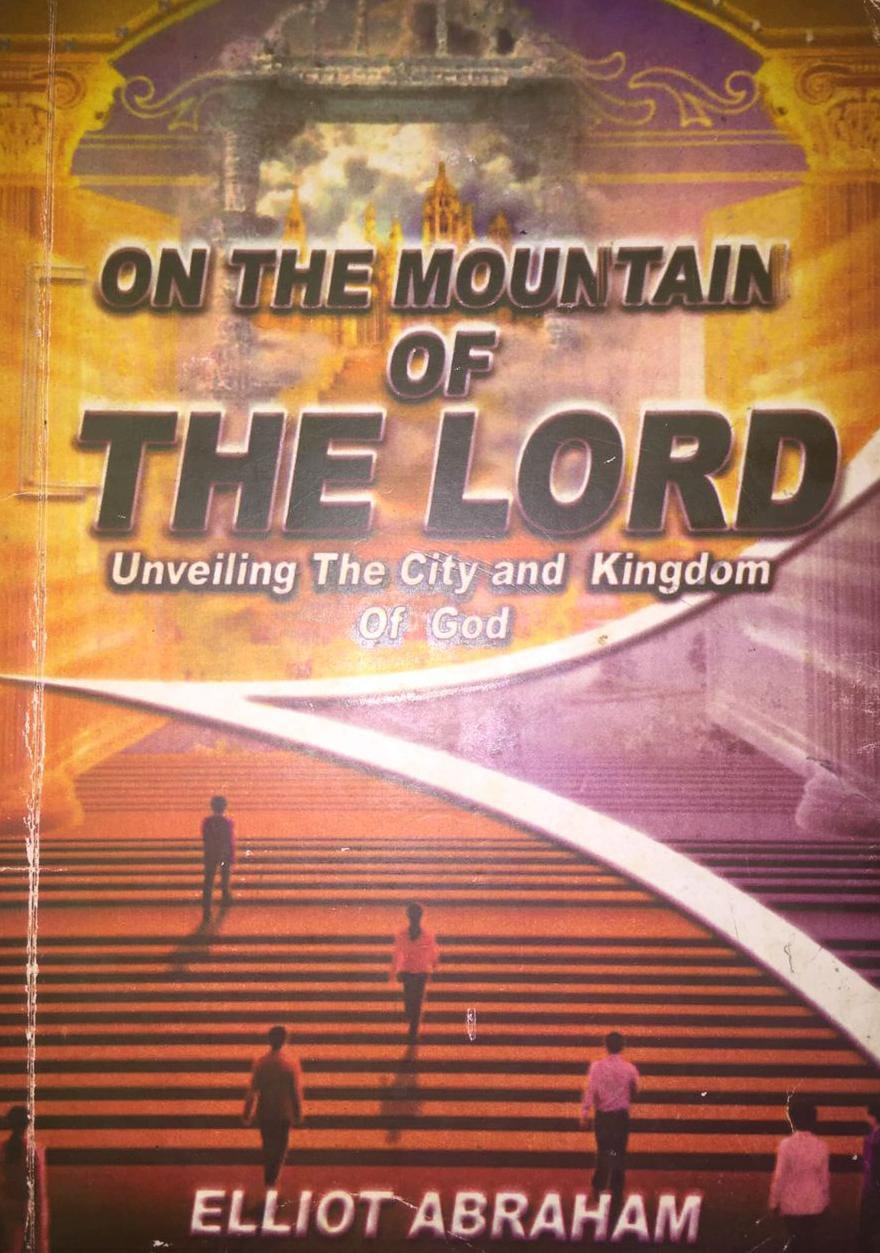 ON THE MOUNTAIN
OF
THE LORD
Unveiling The City and Kingdom
Of God
ELLIOT ABRAHAM